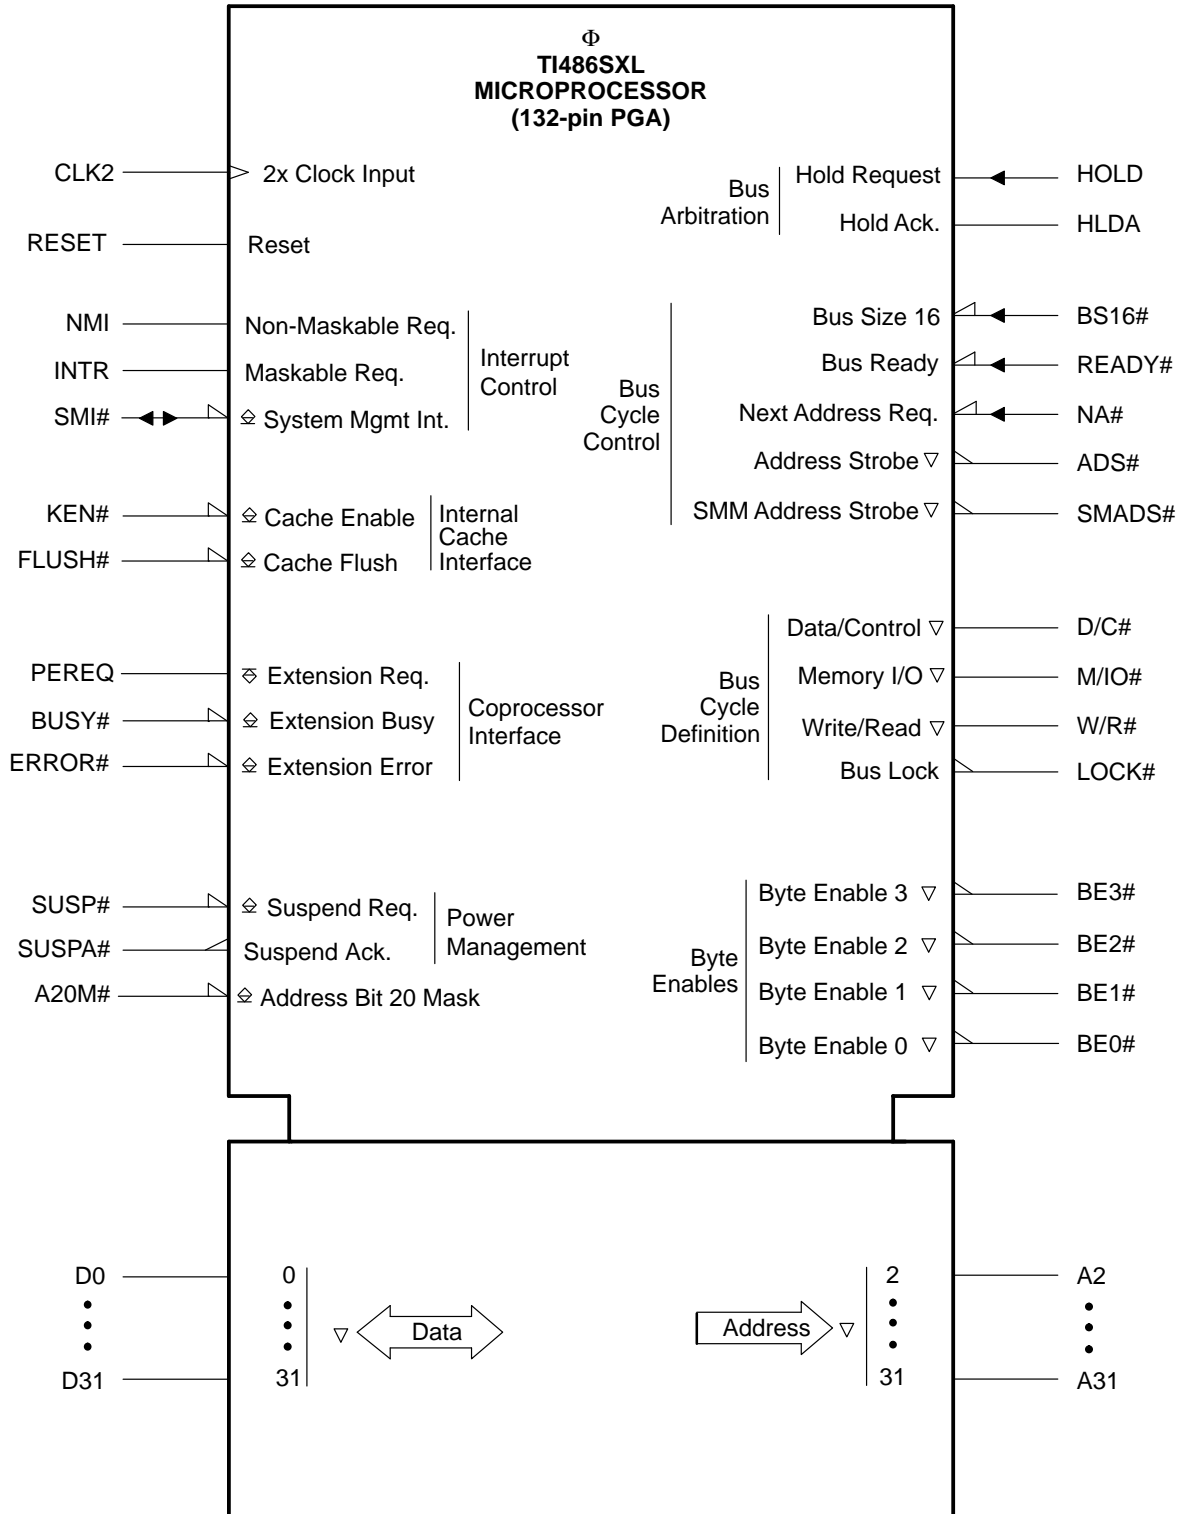 Φ
TI486SXL
MICROPROCESSOR
(132-pin PGA)
CLK2
2x Clock Input
RESET
Reset
NMI
Non-Maskable Req.
INTR
Maskable Req.
SMI#
System Mgmt Int.
Interrupt
Control
KEN#
Cache Enable
FLUSH#
Cache Flush
Internal
Cache
Interface
PEREQ
Extension Req.
BUSY#
Extension Busy
ERROR#
Extension Error
Coprocessor
Interface
SUSP#
Suspend Req.
SUSPA#
Suspend Ack.
Power
Management
A20M#
Address Bit 20 Mask
Bus
Arbitration
Hold Request
HOLD
Hold Ack.
HLDA
Bus
Cycle
Control
Bus Size 16
BS16#
Bus Ready
READY#
Next Address Req.
NA#
Address Strobe
ADS#
SMM Address Strobe
SMADS#
Bus
Cycle
Definition
Data/Control
D/C#
Memory I/O
M/IO#
Write/Read
W/R#
Bus Lock
LOCK#
Byte
Enables
Byte Enable 3
BE3#
Byte Enable 2
BE2#
Byte Enable 1
BE1#
Byte Enable 0
BE0#
D0
0
D31
31
Data
Address
2
A2
31
A31